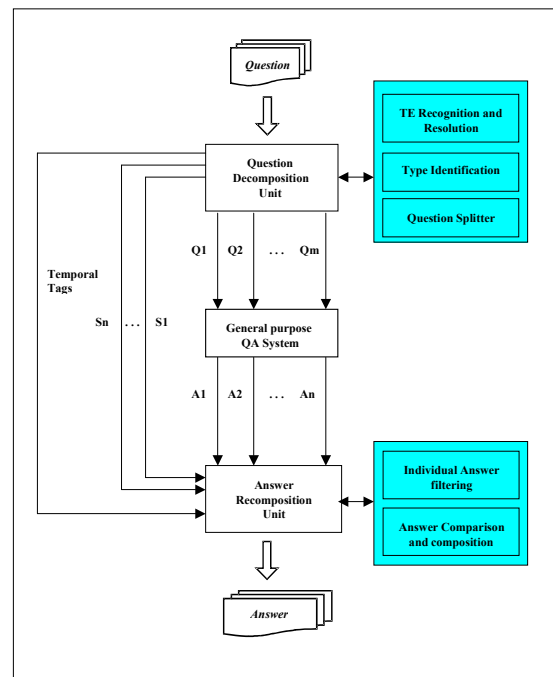 Question
TE Recognition and
Resolution
Type Identification
Question Splitter
Question
Decomposition
Unit
Q1 Q2 ... Qm
Temporal
Tags
Sn ... S1
General purpose
QA System
A1 A2 ... An
Answer
Recomposition
Unit
Individual Answer
filtering
Answer Comparison
and composition
Answer